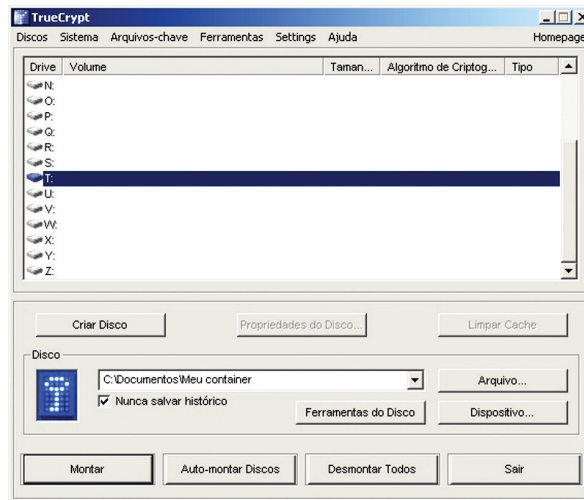 TrueCrypt
Discos Sistema Arquivos-chave Ferramentas Settings Ajuda Homepage
Drive Volume Taman... Algoritmo de Criptog... Tipo
N:
O:
P:
Q:
R:
S:
T:
U:
V:
W:
X:
Y:
Z:
Criar Disco Propriedades do Disco... Limpar Cache
Disco
C:\Documentos\Meu container Arquivo...
Nunca salvar histórico Ferramentas do Disco Dispositivo...
Montar Auto-montar Discos Desmontar Todos Sair